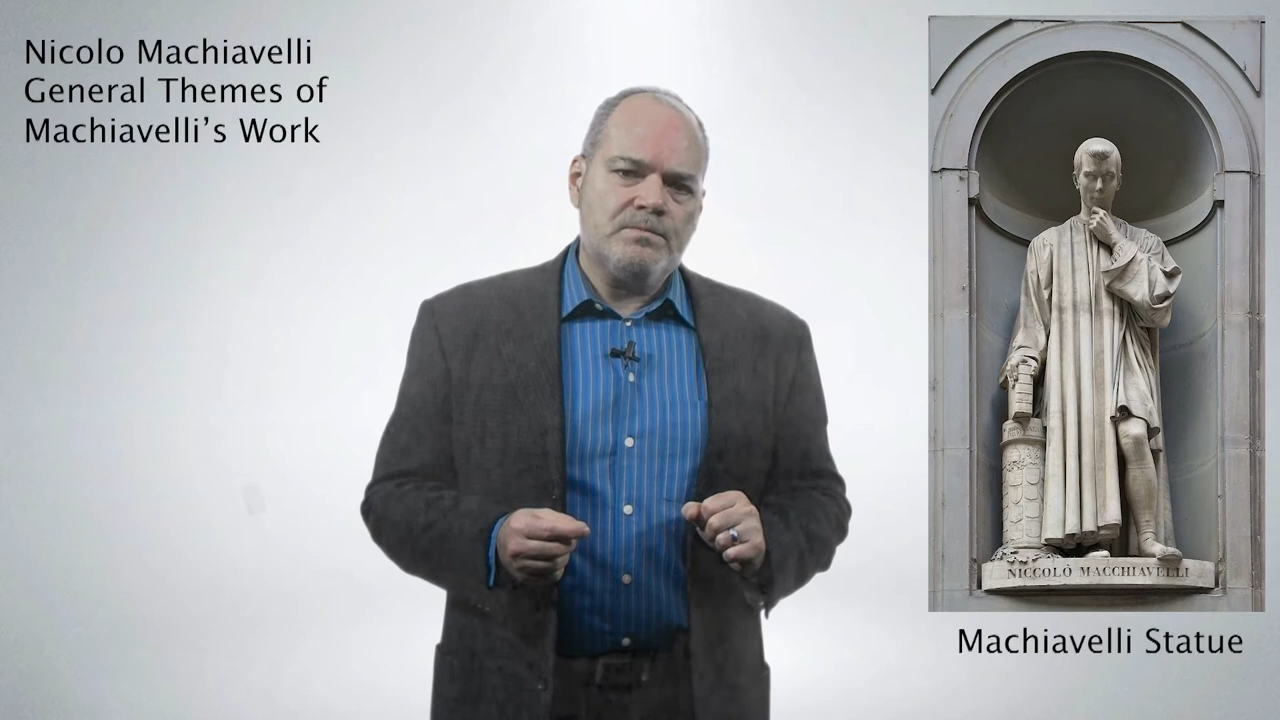 Nicolo Machiavelli
General Themes of
Machiavelli's Work
NICCOLÒ MACCHIAVELLI
Machiavelli Statue